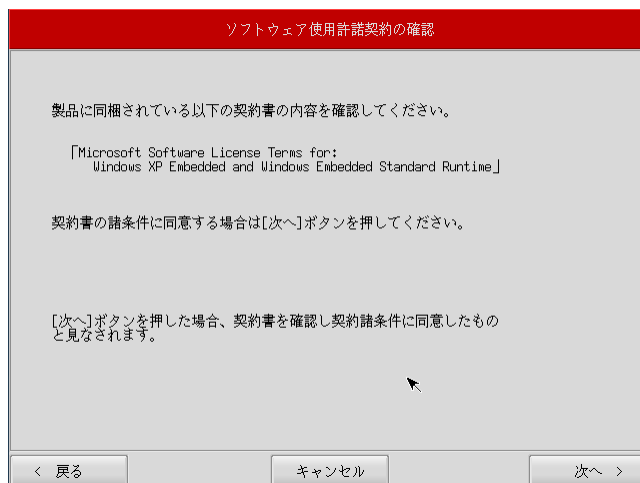 ソフトウェア使用許諾契約の確認
製品に同梱されている以下の契約書の内容を確認してください。
「Microsoft Software License Terms for:
Windows XP Embedded and Windows Embedded Standard Runtime」
契約書の諸条件に同意する場合は[次へ]ボタンを押してください。
[次へ]ボタンを押した場合、契約書を確認し契約諸条件に同意したもの
と見なされます。
< 戻る
キャンセル
次へ >